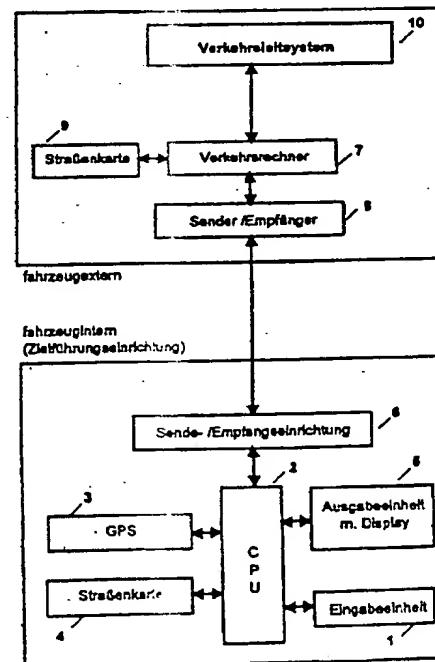 10
Verkehrsleitsystem
9
Straßenkarte
Verkehrsrechner
7
Sender /Empfänger
8
fahrzeugextern
fahrzeugintern
(Zielführungseinrichtung)
6
Sende- /Empfangseinrichtung
2
3
5
GPS
CPU
Ausgabeeinheit
m. Display
Straßenkarte
4
Eingabeeinheit
1